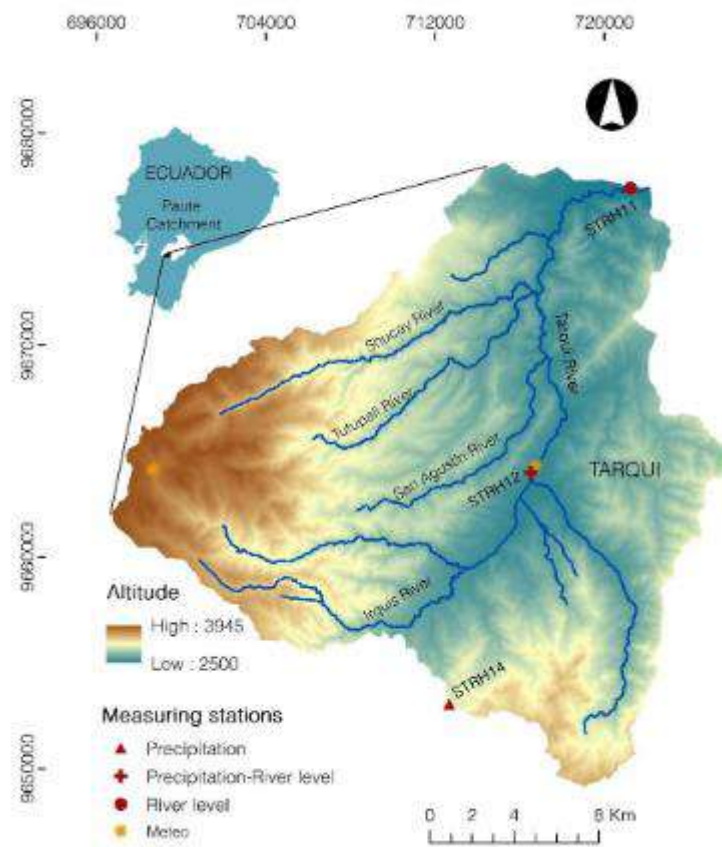 696000 704000 712000 720000
9680000
9670000
9660000
9650000
ECUADOR
Paute
Catchment
STRH11
Shucay River
Tarqui River
Tutupali River
San Agustin River
STRH12
TARQUI
Irquis River
STRH14
Altitude
High : 3945
Low : 2500
Measuring stations
Precipitation
Precipitation-River level
River level
Meteo
0 2 4 8 Km